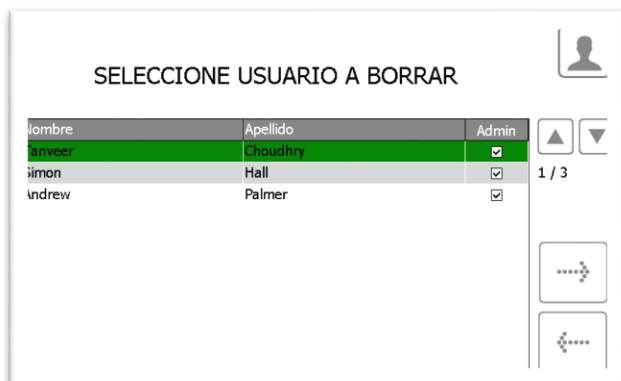 SELECCIONE USUARIO A BORRAR
Nombre Apellido Admin
Tanveer Choudhry
Simon Hall
1 / 3
Andrew Palmer